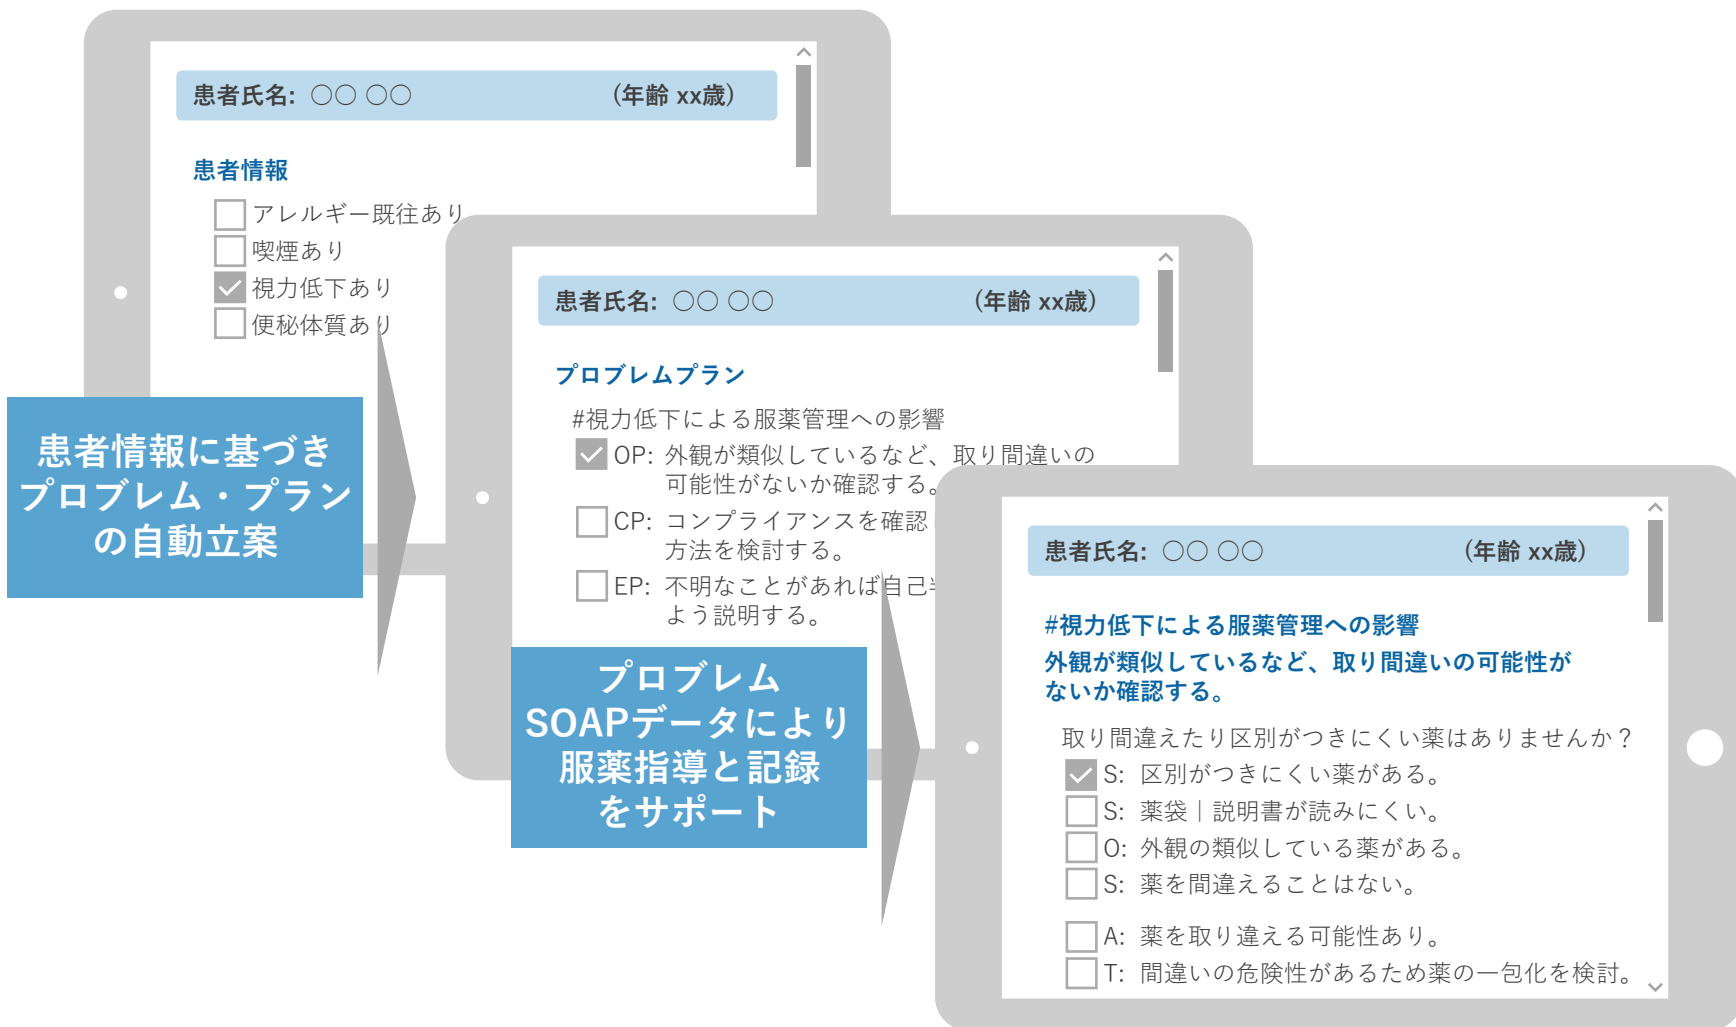 患者氏名: ○○ ○○ (年齢 xx歳)
患者情報
アレルギー既往あり
喫煙あり
視力低下あり
便秘体質あり
患者情報に基づき
プロブレム・プラン
の自動立案
患者氏名: ○○ ○○ (年齢 xx歳)
プロブレムプラン
#視力低下による服薬管理への影響
OP: 外観が類似しているなど、取り間違いの
可能性がないか確認する。
CP: コンプライアンスを確認
方法を検討する。
EP: 不明なことがあれば自己
よう説明する。
プロブレム
SOAPデータにより
服薬指導と記録
をサポート
患者氏名: ○○ ○○ (年齢 xx歳)
#視力低下による服薬管理への影響
外観が類似しているなど、取り間違いの可能性が
ないか確認する。
取り間違えたり区別がつきにくい薬はありませんか？
S: 区別がつきにくい薬がある。
S: 薬袋｜説明書が読みにくい。
O: 外観の類似している薬がある。
S: 薬を間違えることはない。
A: 薬を取り違える可能性あり。
T: 間違いの危険性があるため薬の一包化を検討。